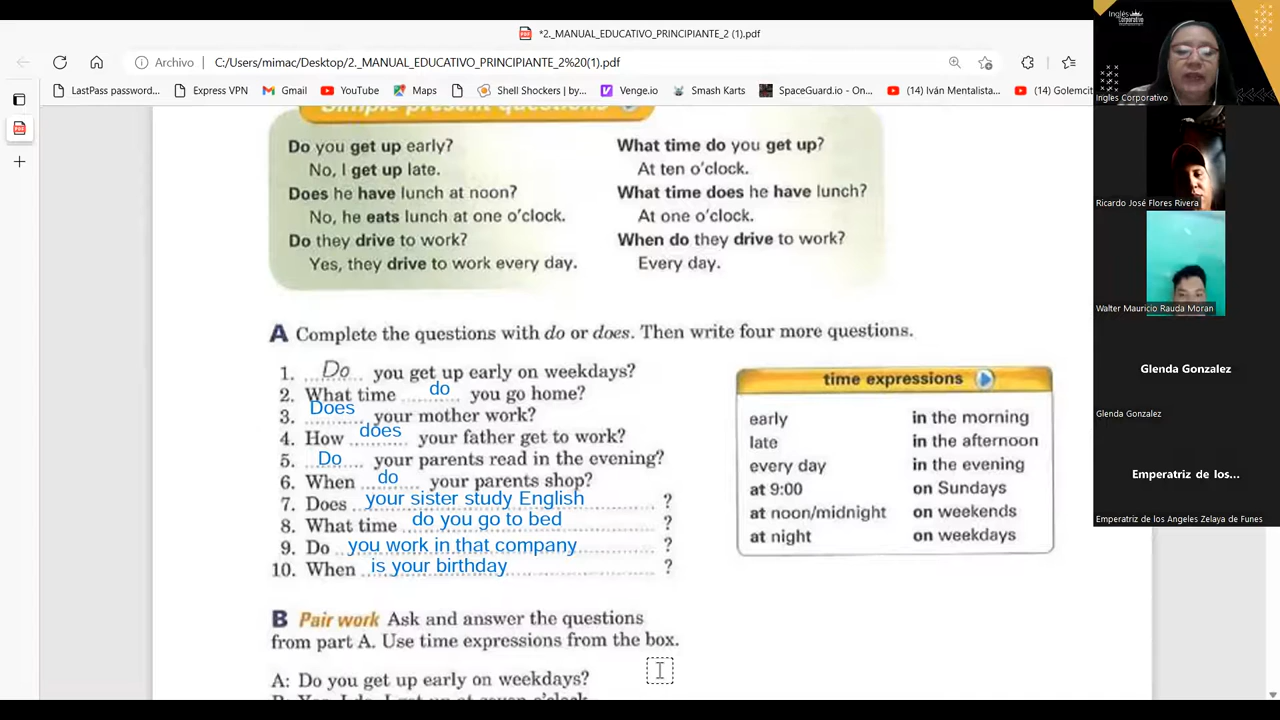 *2._MANUAL_EDUCATIVO_PRINCIPIANTE_2 (1).pdf
Archivo C:/Users/mimac/Desktop/2._MANUAL_EDUCATIVO_PRINCIPIANTE_2%20(1).pdf
LastPass password... Express VPN Gmail YouTube Maps Shell Shockers | by... Venge.io Smash Karts SpaceGuard.io - On... (14) Iván Mentalista... (14) Golemcit
Simple present questions
Do you get up early? What time do you get up?
No, I get up late. At ten o'clock.
Does he have lunch at noon? What time does he have lunch?
No, he eats lunch at one o'clock. At one o'clock.
Do they drive to work? When do they drive to work?
Yes, they drive to work every day. Every day.
A Complete the questions with do or does. Then write four more questions.
1. Do you get up early on weekdays?
2. What time do you go home?
3. Does your mother work?
4. How does your father get to work?
5. Do your parents read in the evening?
6. When do your parents shop?
7. Does your sister study English ?
8. What time do you go to bed ?
9. Do you work in that company ?
10. When is your birthday ?
time expressions
early in the morning
late in the afternoon
every day in the evening
at 9:00 on Sundays
at noon/midnight on weekends
at night on weekdays
B Pair work Ask and answer the questions
from part A. Use time expressions from the box.
A: Do you get up early on weekdays?
Inglés
Corporativo
Ingles Corporativo
Ricardo José Flores Rivera
Walter Mauricio Rauda Moran
Glenda Gonzalez
Glenda Gonzalez
Emperatriz de los...
Emperatriz de los Angeles Zelaya de Funes